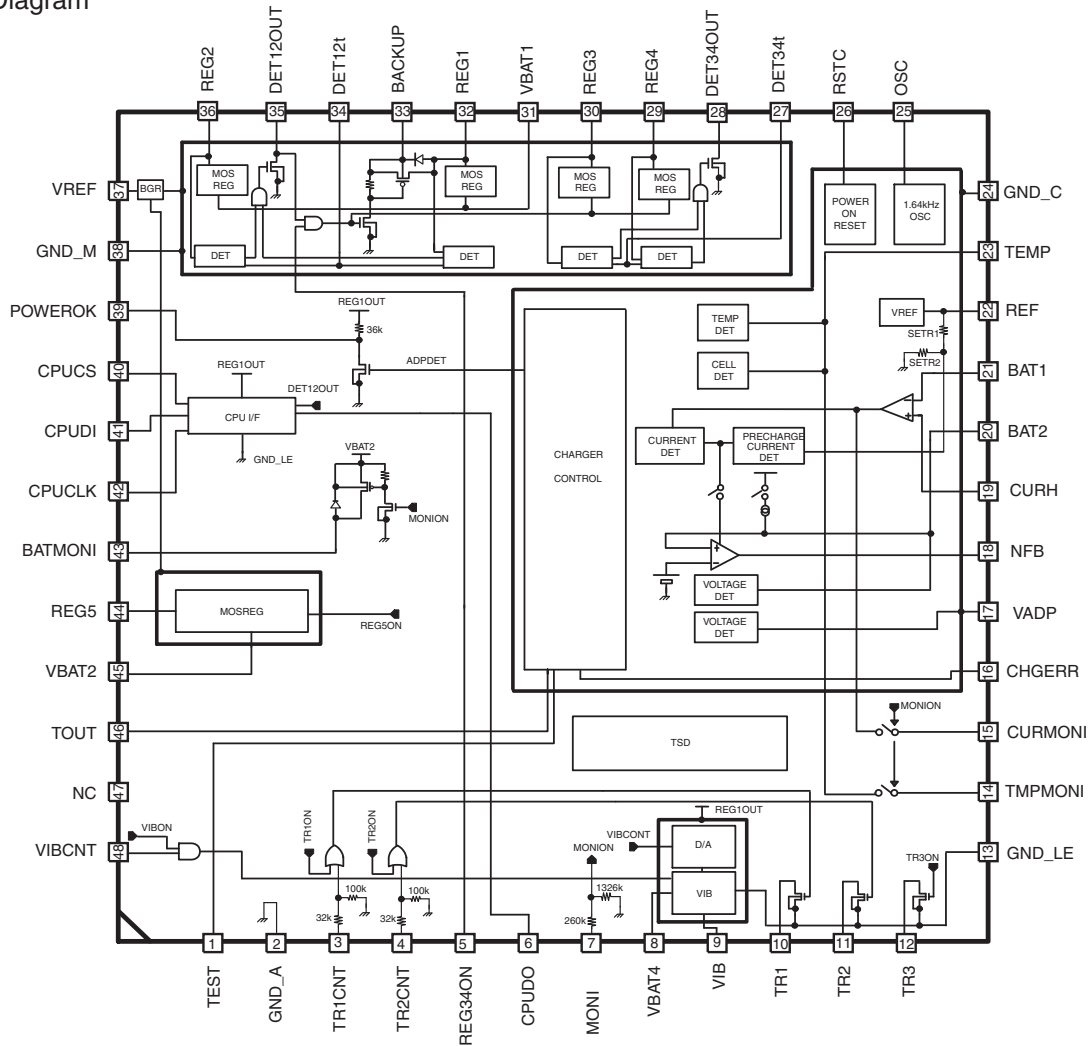 Diagram
REG2
DET12OUT
DET12t
BACKUP
REG1
VBAT1
REG3
REG4
DET34OUT
DET34t
RSTC
OSC
36
35
34
33
32
31
30
29
28
27
26
25
MOS
REG
MOS
REG
MOS
REG
MOS
REG
VREF
37
BGR
POWER
ON
RESET
1.64kHz
OSC
24
GND_C
GND_M
38
DET
DET
DET
DET
23
TEMP
POWEROK
39
REG1OUT
36k
TEMP
DET
VREF
22
REF
SETR1
SETR2
CPUCS
40
REG1OUT
ADPDET
CELL
DET
21
BAT1
DET12OUT
CPU I/F
CPUDI
41
GND_LE
CHARGER
CONTROL
CURRENT
DET
PRECHARGE
CURRENT
DET
20
BAT2
CPUCLK
42
VBAT2
MONION
19
CURH
BATMONI
43
18
NFB
VOLTAGE
DET
REG5
44
MOSREG
REG5ON
VOLTAGE
DET
17
VADP
VBAT2
45
16
CHGERR
TOUT
46
TSD
MONION
15
CURMONI
NC
47
14
TMPMONI
VIBON
TR1ON
TR2ON
REG1OUT
VIBCONT
D/A
MONION
VIBCNT
48
13
GND_LE
TR3ON
100k
100k
1326k
VIB
32k
32k
260k
1
2
3
4
5
6
7
8
9
10
11
12
TEST
GND_A
TR1CNT
TR2CNT
REG34ON
CPUDO
MONI
VBAT4
VIB
TR1
TR2
TR3